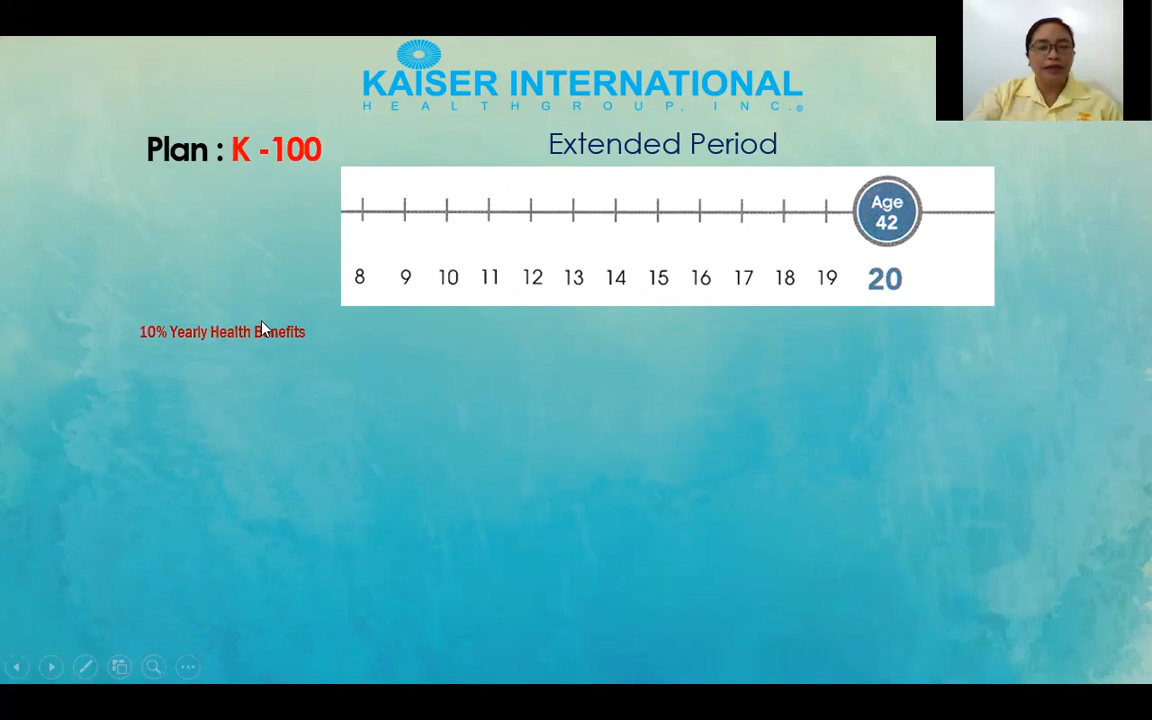 KAISER INTERNATIONAL
HEALTHGROUP, INC.®
Plan : K -100
Extended Period
Age
42
8 9 10 11 12 13 14 15 16 17 18 19 20
10% Yearly Health Benefits